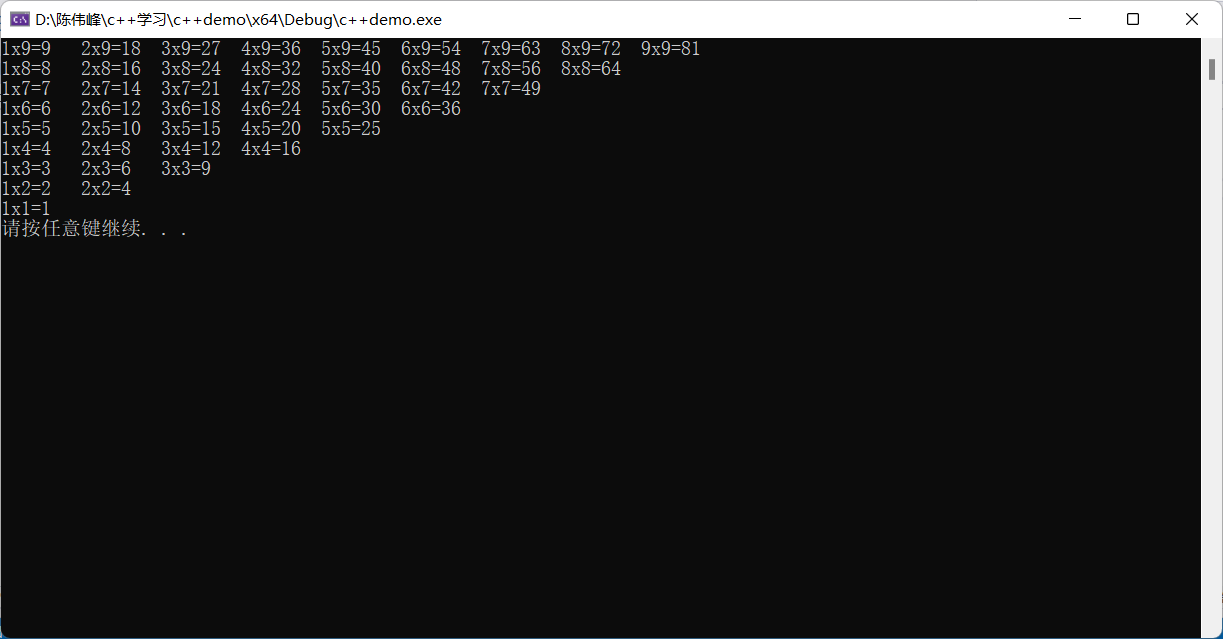 D:\陈伟峰\c++学习\c++demo\x64\Debug\c++demo.exe
1x9=9   2x9=18  3x9=27  4x9=36  5x9=45  6x9=54  7x9=63  8x9=72  9x9=81
1x8=8   2x8=16  3x8=24  4x8=32  5x8=40  6x8=48  7x8=56  8x8=64
1x7=7   2x7=14  3x7=21  4x7=28  5x7=35  6x7=42  7x7=49
1x6=6   2x6=12  3x6=18  4x6=24  5x6=30  6x6=36
1x5=5   2x5=10  3x5=15  4x5=20  5x5=25
1x4=4   2x4=8   3x4=12  4x4=16
1x3=3   2x3=6   3x3=9
1x2=2   2x2=4
1x1=1
请按任意键继续. . .